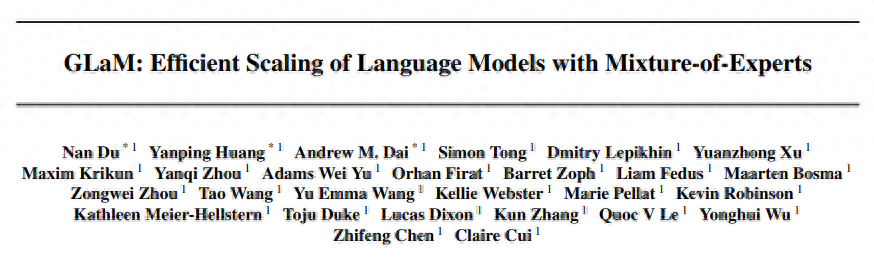 GLaM: Efficient Scaling of Language Models with Mixture-of-Experts
Nan Du * 1 Yanping Huang * 1 Andrew M. Dai * 1 Simon Tong 1 Dmitry Lepikhin 1 Yuanzhong Xu 1
Maxim Krikun 1 Yanqi Zhou 1 Adams Wei Yu 1 Orhan Firat 1 Barret Zoph 1 Liam Fedus 1 Maarten Bosma 1
Zongwei Zhou 1 Tao Wang 1 Yu Emma Wang 1 Kellie Webster 1 Marie Pellat 1 Kevin Robinson 1
Kathleen Meier-Hellstern 1 Toju Duke 1 Lucas Dixon 1 Kun Zhang 1 Quoc V Le 1 Yonghui Wu 1
Zhifeng Chen 1 Claire Cui 1